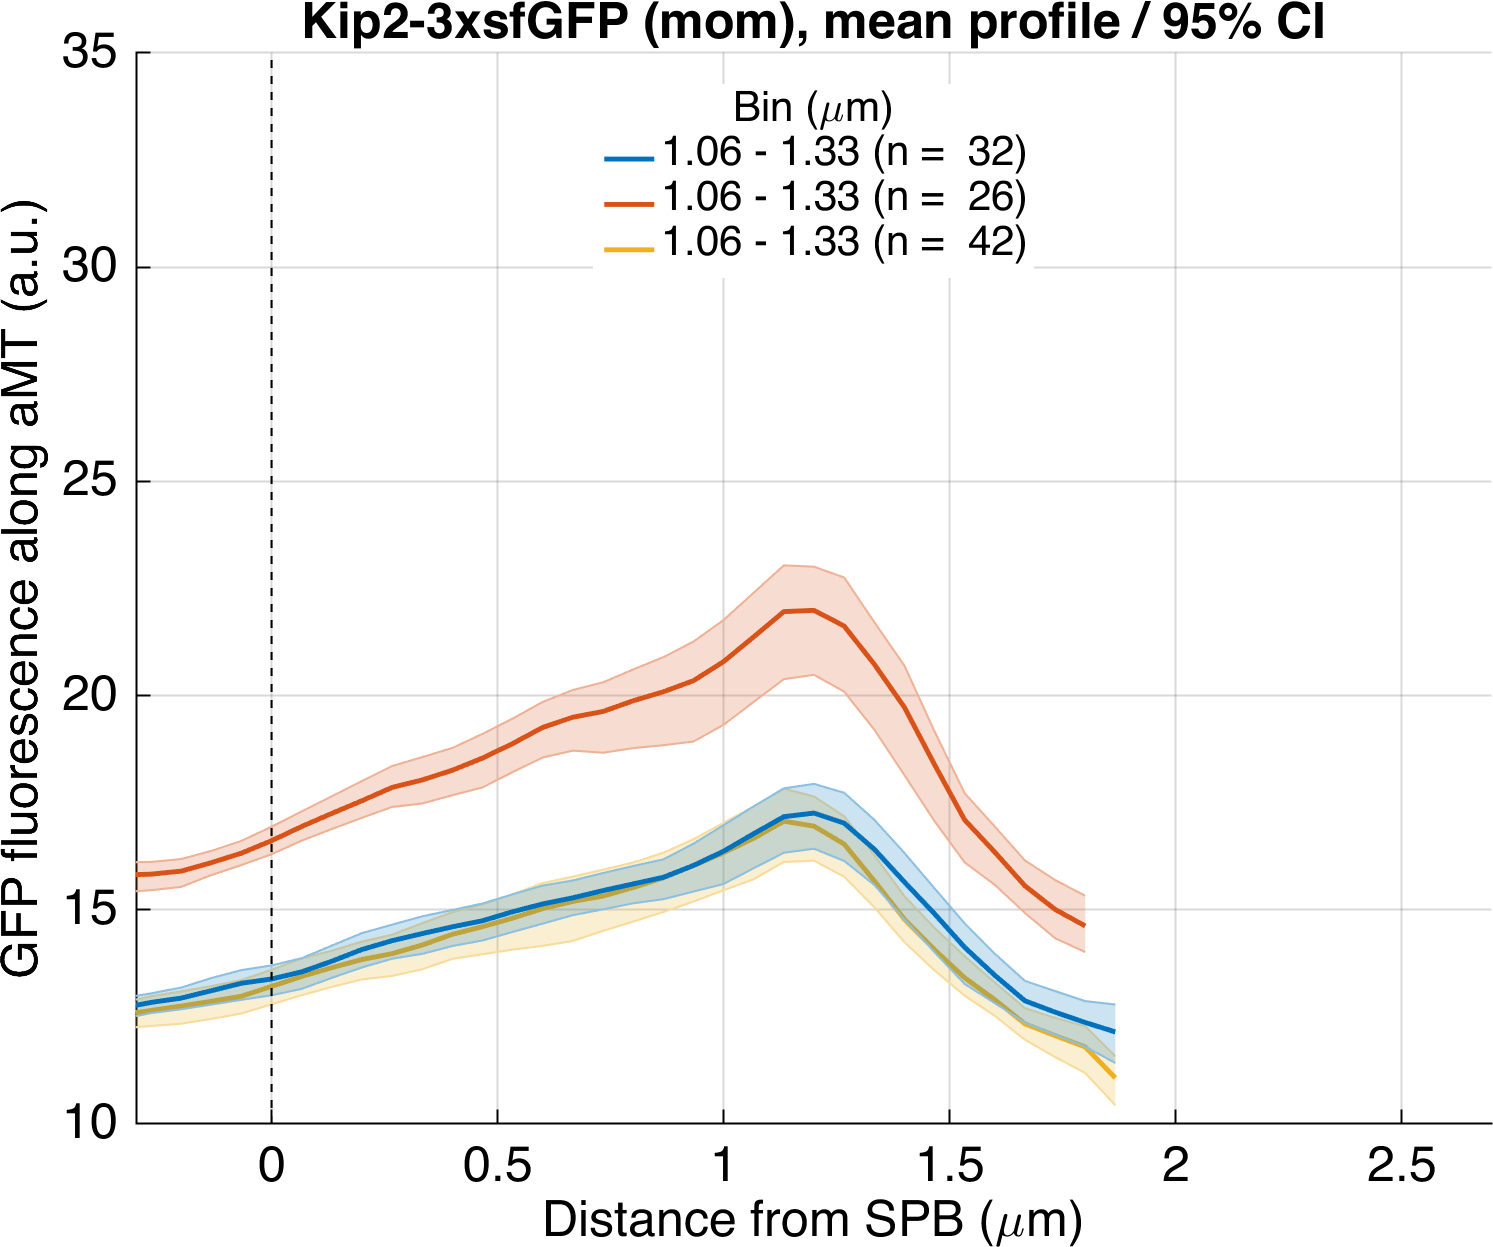 Kip2-3xsfGFP (mom), mean profile / 95% CI
Bin (μm)
1.06 - 1.33 (n = 32)
1.06 - 1.33 (n = 26)
1.06 - 1.33 (n = 42)
GFP fluorescence along aMT (a.u.)
35
30
25
20
15
10
0 0.5 1 1.5 2 2.5
Distance from SPB (μm)